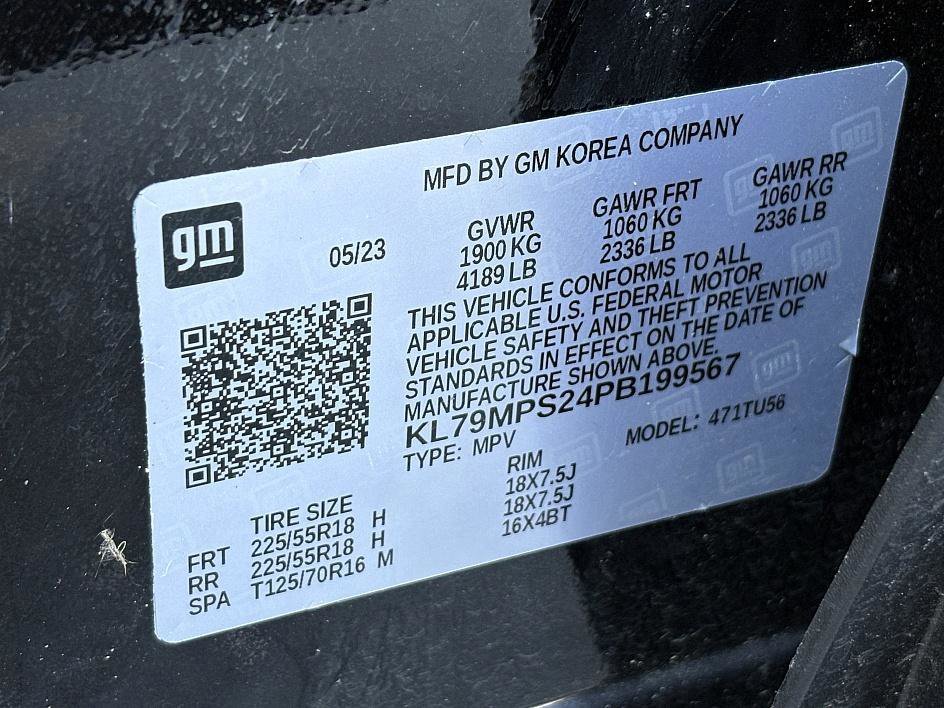 MFD BY GM KOREA COMPANY
gm
05/23
GVWR
1900 KG
4189 LB
GAWR FRT
1060 KG
2336 LB
GAWR RR
1060 KG
2336 LB
THIS VEHICLE CONFORMS TO ALL
APPLICABLE U.S. FEDERAL MOTOR
VEHICLE SAFETY AND THEFT PREVENTION
STANDARDS IN EFFECT ON THE DATE OF
MANUFACTURE SHOWN ABOVE.
KL79MPS24PB199567
TYPE: MPV MODEL: 471TU56
TIRE SIZE RIM
FRT 225/55R18 H 18X7.5J
RR 225/55R18 H 18X7.5J
SPA T125/70R16 M 16X4BT